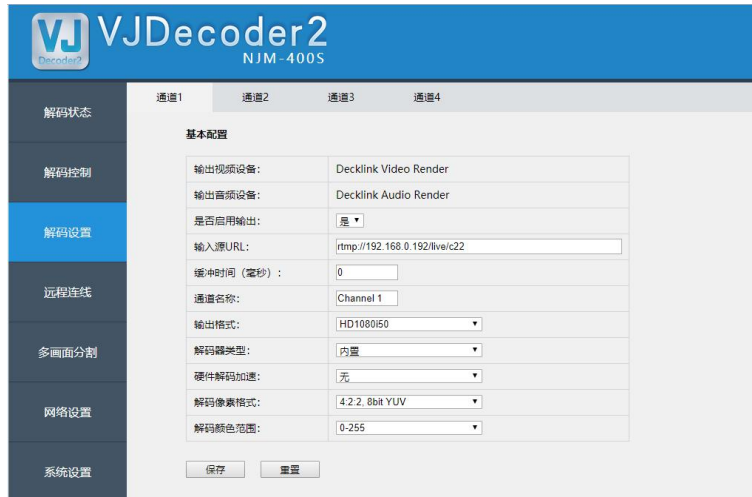 VJ
Decoder2
VJDecoder2
NJM-400S
解码状态
解码控制
解码设置
远程连线
多画面分割
网络设置
系统设置
通道1 通道2 通道3 通道4
基本配置
输出视频设备: Decklink Video Render
输出音频设备: Decklink Audio Render
是否启用输出: 是
输入源URL: rtmp://192.168.0.192/live/c22
缓冲时间（毫秒）: 0
通道名称: Channel 1
输出格式: HD1080i50
解码器类型: 内置
硬件解码加速: 无
解码像素格式: 4:2:2, 8bit YUV
解码颜色范围: 0-255
保存 重置